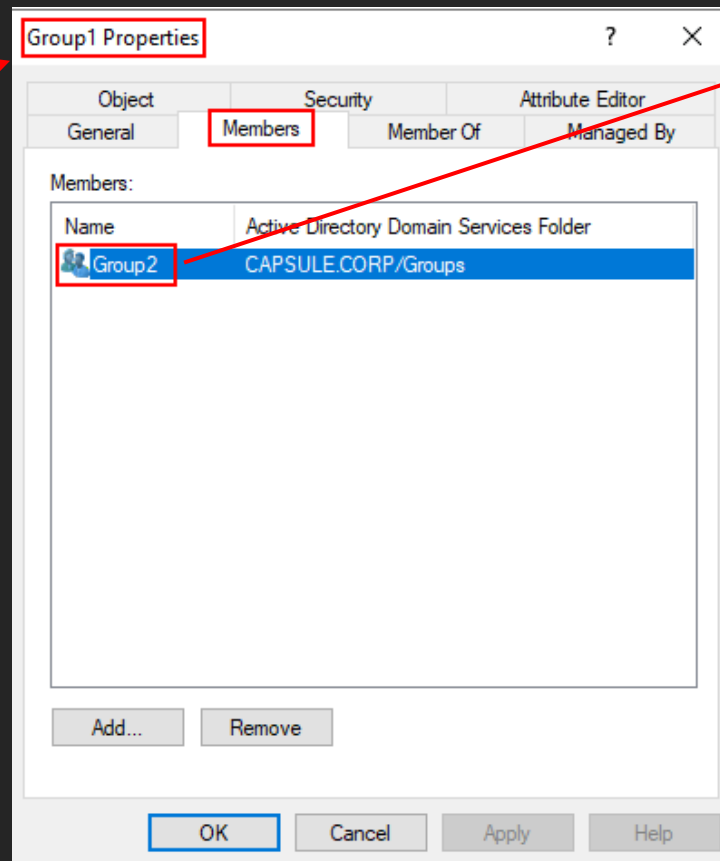 Group1 Properties ? ×
Object Security Attribute Editor
General Members Member Of Managed By
Members:
Name Active Directory Domain Services Folder
Group2 CAPSULE.CORP/Groups
Add... Remove
OK Cancel Apply Help